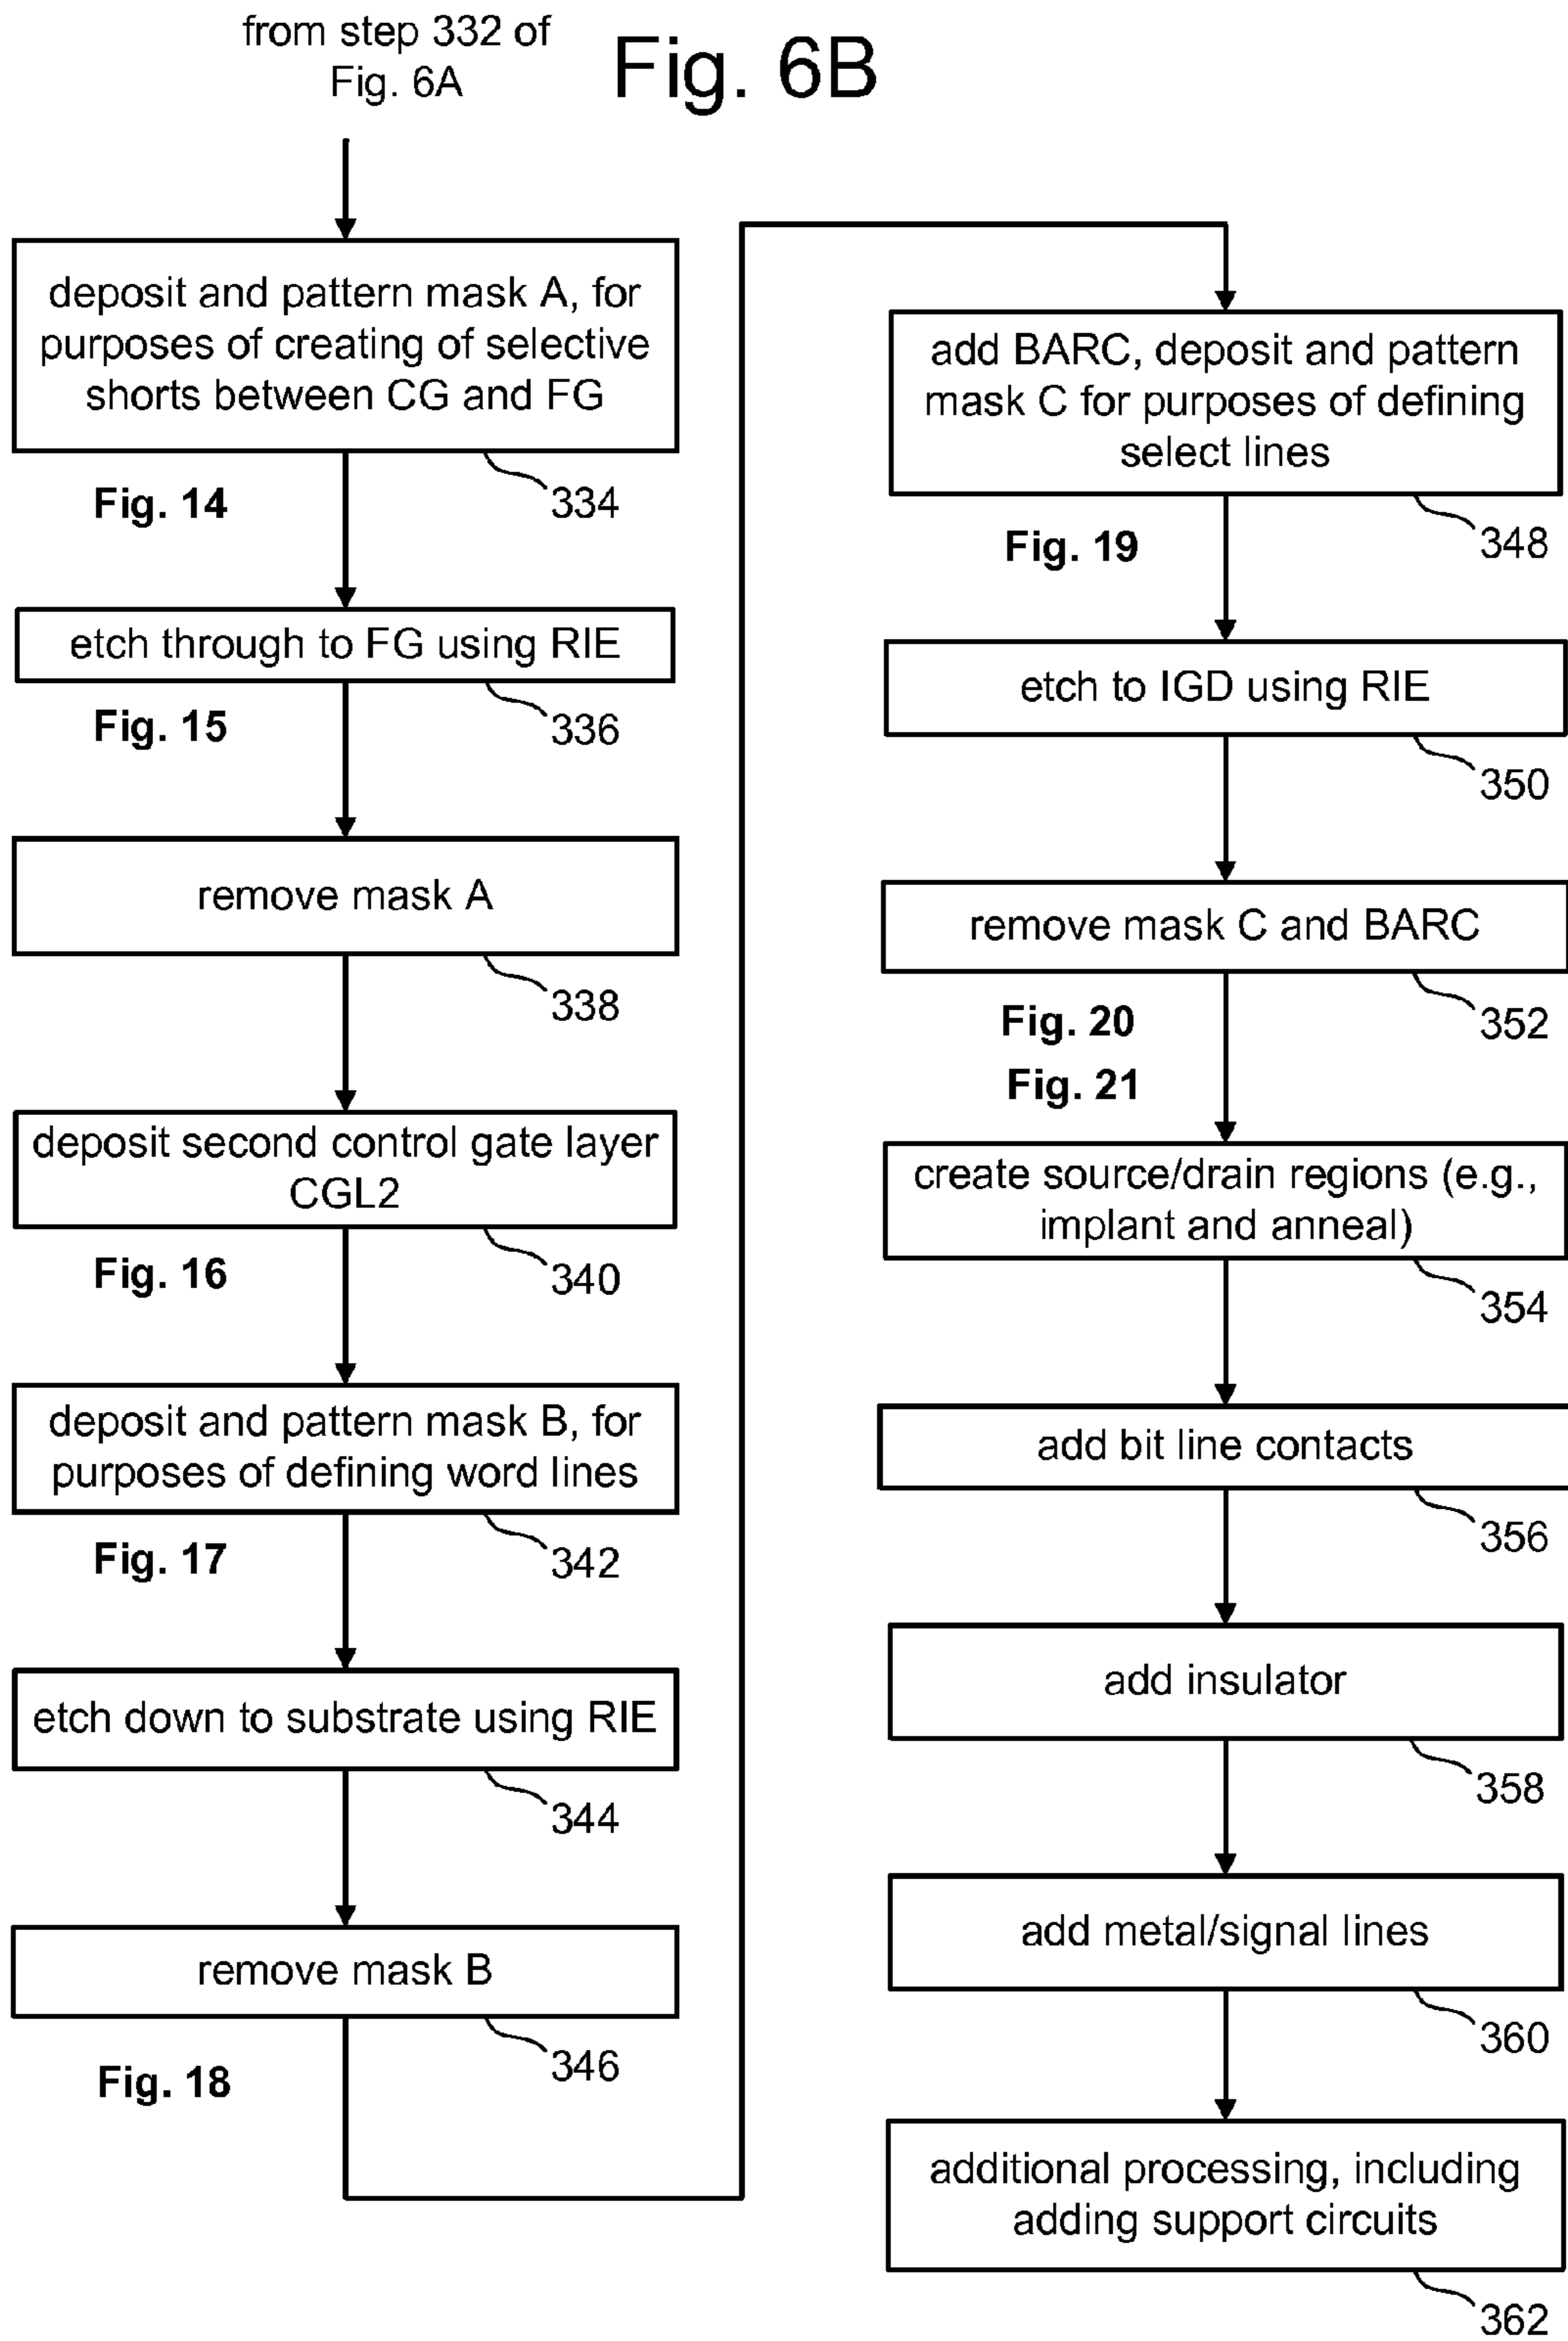 from step 332 of
Fig. 6A
Fig. 6B
deposit and pattern mask A, for
purposes of creating of selective
shorts between CG and FG
334
Fig. 14
etch through to FG using RIE
336
Fig. 15
remove mask A
338
deposit second control gate layer
CGL2
340
Fig. 16
deposit and pattern mask B, for
purposes of defining word lines
342
Fig. 17
etch down to substrate using RIE
344
remove mask B
346
Fig. 18
add BARC, deposit and pattern
mask C for purposes of defining
select lines
348
Fig. 19
etch to IGD using RIE
350
remove mask C and BARC
352
Fig. 20
Fig. 21
create source/drain regions (e.g.,
implant and anneal)
354
add bit line contacts
356
add insulator
358
add metal/signal lines
360
additional processing, including
adding support circuits
362